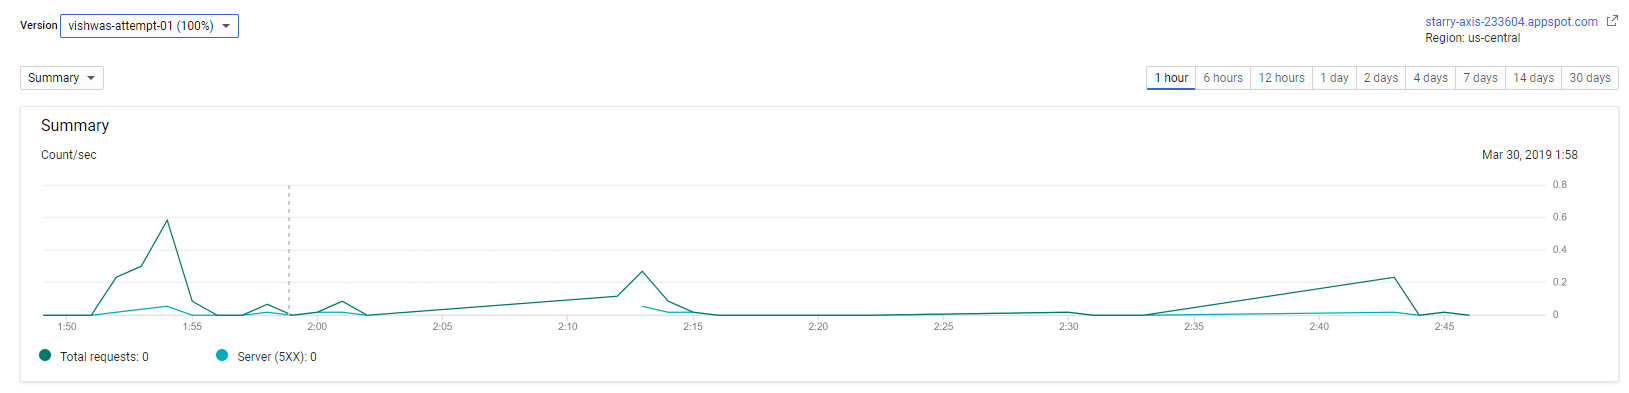 Version vishwas-attempt-01 (100%)
starry-axis-233604.appspot.com
Region: us-central
Summary
1 hour 6 hours 12 hours 1 day 2 days 4 days 7 days 14 days 30 days
Summary
Count/sec
Mar 30, 2019 1:58
0.8
0.6
0.4
0.2
0
1:50 1:55 2:00 2:05 2:10 2:15 2:20 2:25 2:30 2:35 2:40 2:45
Total requests: 0 Server (5XX): 0